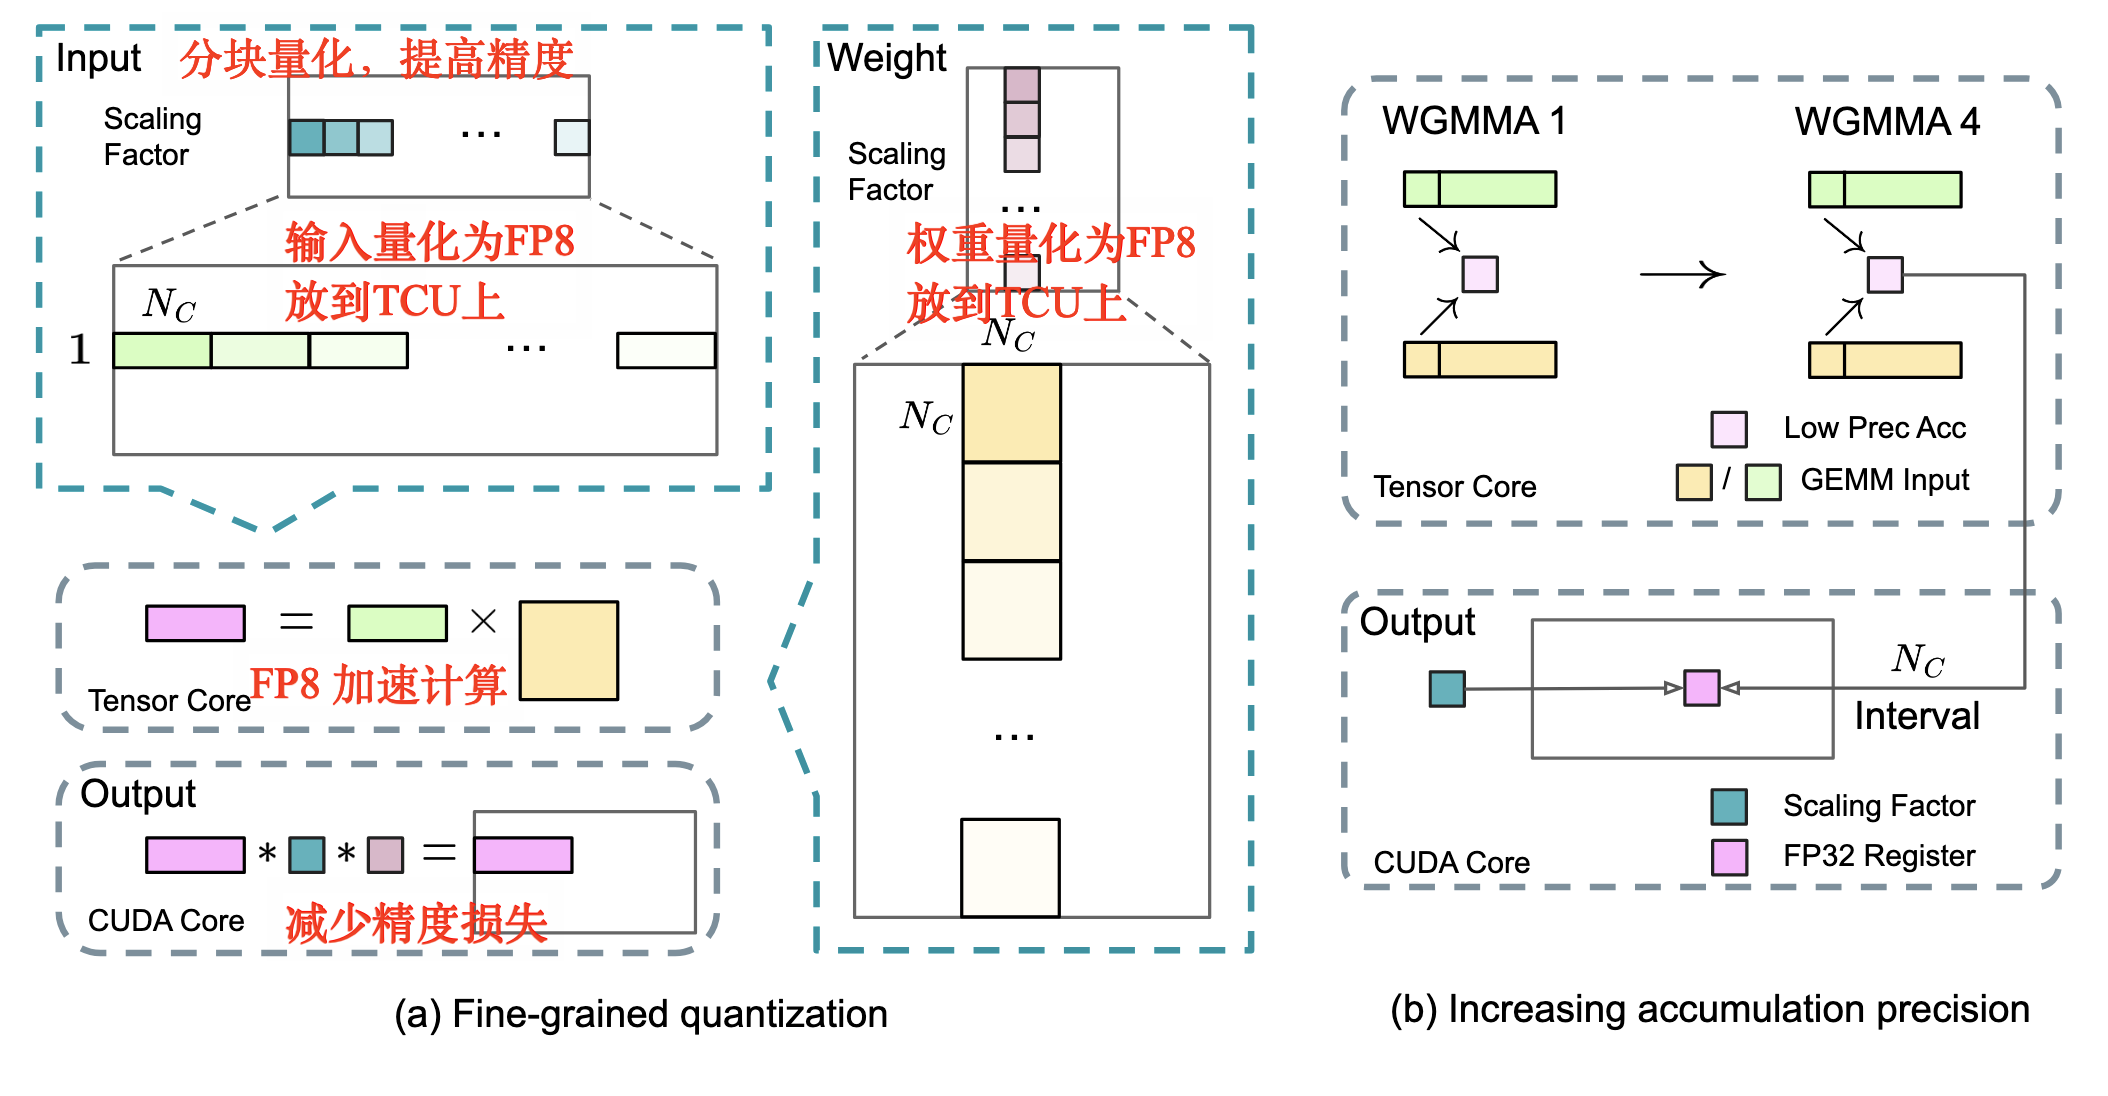 Input
分块量化，提高精度
Scaling
Factor
...
输入量化为FP8
放到TCU上
N_C
1
...
Tensor Core
= ×
FP8 加速计算
Output
* * =
CUDA Core
减少精度损失
Weight
Scaling
Factor
...
权重量化为FP8
放到TCU上
N_C
N_C
...
(a) Fine-grained quantization
WGMMA 1
WGMMA 4
Low Prec Acc
/
GEMM Input
Tensor Core
Output
N_C
Interval
Scaling Factor
FP32 Register
CUDA Core
(b) Increasing accumulation precision